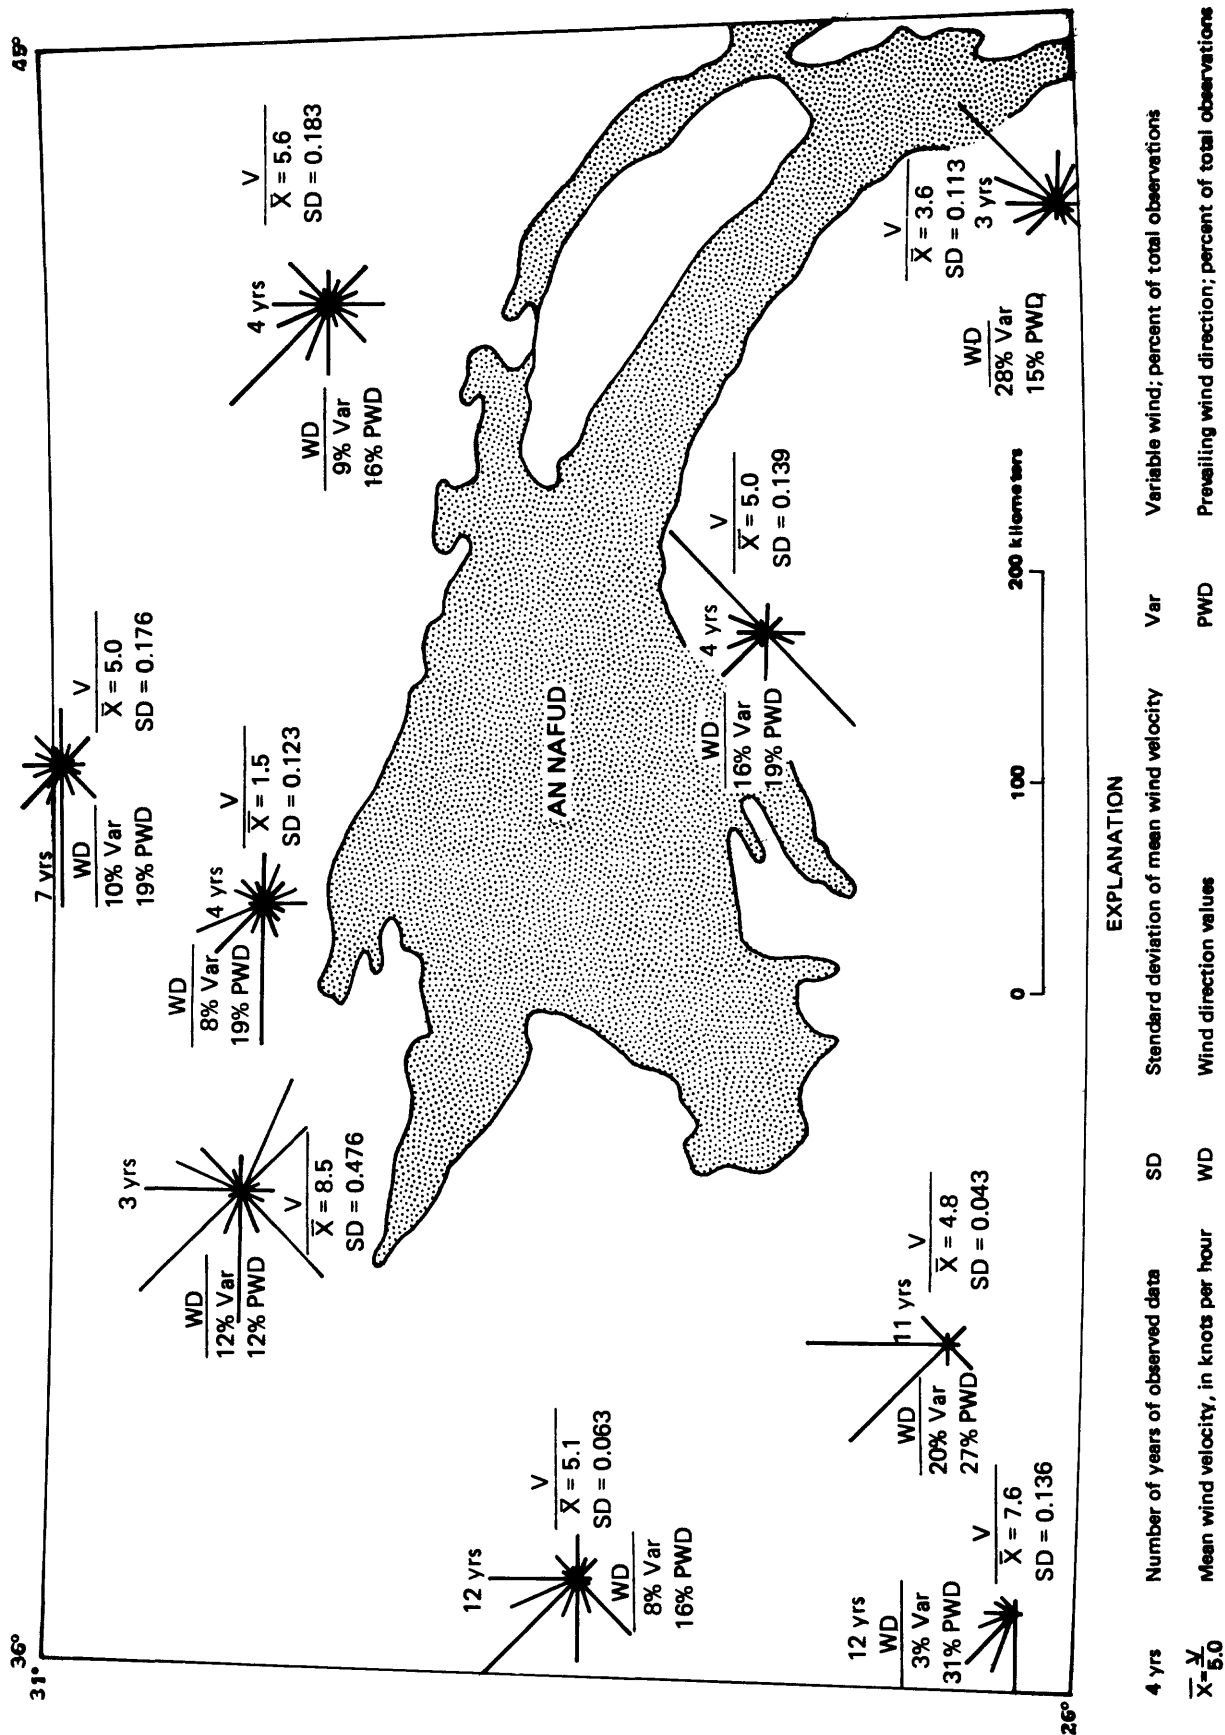 36°
45°
31°
26°
7 yrs
WD
10% Var
19% PWD
V
X̅ = 5.0
SD = 0.176
4 yrs
WD
8% Var
19% PWD
V
X̅ = 1.5
SD = 0.123
4 yrs
WD
9% Var
16% PWD
V
X̅ = 5.6
SD = 0.183
3 yrs
WD
12% Var
12% PWD
V
X̅ = 8.5
SD = 0.476
12 yrs
WD
8% Var
16% PWD
V
X̅ = 5.1
SD = 0.063
AN NAFUD
4 yrs
WD
16% Var
19% PWD
V
X̅ = 5.0
SD = 0.139
3 yrs
WD
28% Var
15% PWD
V
X̅ = 3.6
SD = 0.113
11 yrs
WD
20% Var
27% PWD
V
X̅ = 4.8
SD = 0.043
12 yrs
WD
3% Var
31% PWD
V
X̅ = 7.6
SD = 0.136
0 100 200 kilometers
EXPLANATION
4 yrs Number of years of observed data SD Stendard deviation of mean wind velocity Var Variable wind; percent of total observations
X̅= V 5.0 Mean wind velocity, in knots per hour WD Wind direction values PWD Prevailing wind direction; percent of total observations